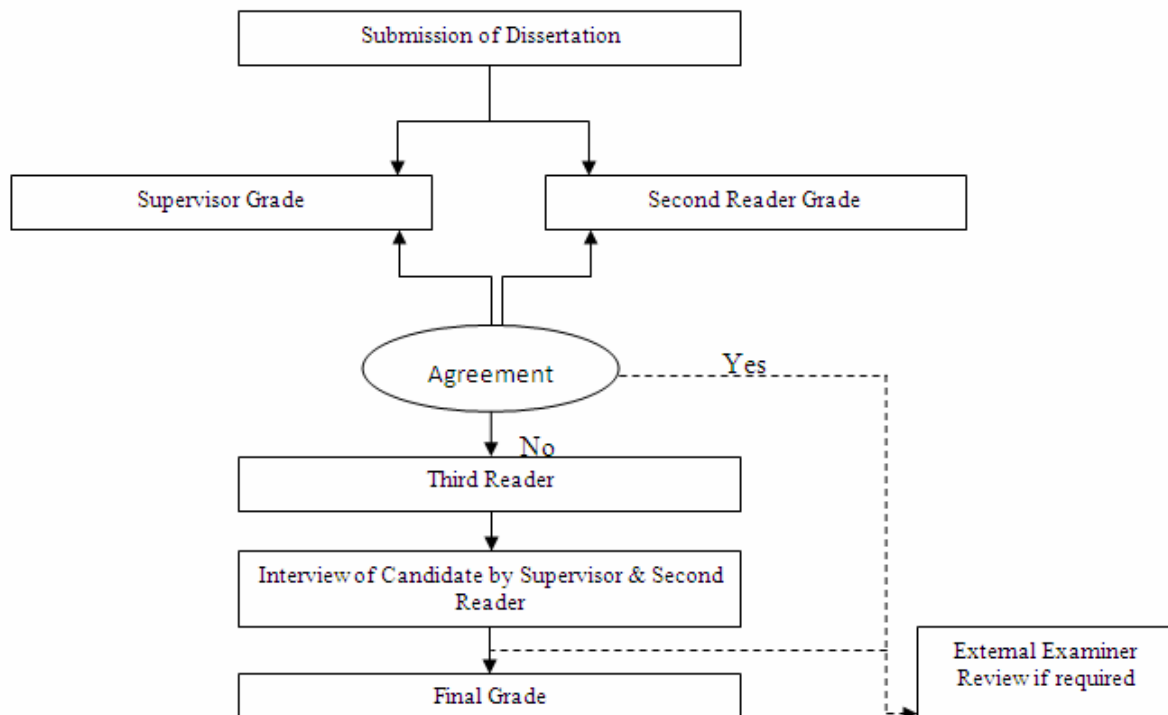 Submission of Dissertation
Supervisor Grade
Second Reader Grade
Agreement
Yes
No
Third Reader
Interview of Candidate by Supervisor & Second
Reader
External Examiner
Review if required
Final Grade